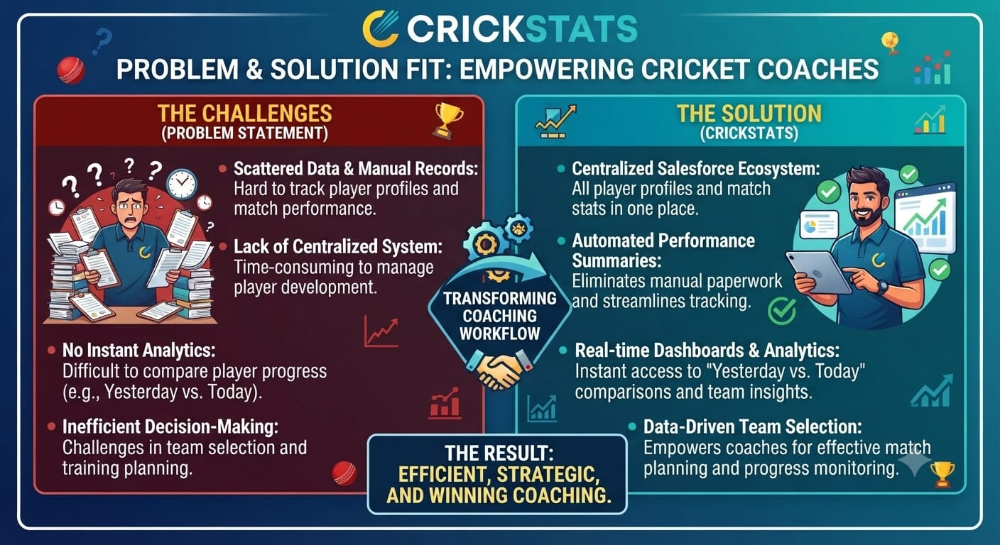 CRICKSTATS
PROBLEM & SOLUTION FIT: EMPOWERING CRICKET COACHES
THE CHALLENGES
(PROBLEM STATEMENT)
Scattered Data & Manual Records:
Hard to track player profiles and
match performance.
Lack of Centralized System:
Time-consuming to manage
player development.
No Instant Analytics:
Difficult to compare player progress
(e.g., Yesterday vs. Today).
Inefficient Decision-Making:
Challenges in team selection and
training planning.
TRANSFORMING
COACHING
WORKFLOW
THE SOLUTION
(CRICKSTATS)
Centralized Salesforce Ecosystem:
All player profiles and match
stats in one place.
Automated Performance
Summaries:
Eliminates manual paperwork
and streamlines tracking.
Real-time Dashboards & Analytics:
Instant access to "Yesterday vs. Today"
comparisons and team insights.
Data-Driven Team Selection:
Empowers coaches for effective match
planning and progress monitoring.
THE RESULT:
EFFICIENT, STRATEGIC,
AND WINNING COACHING.